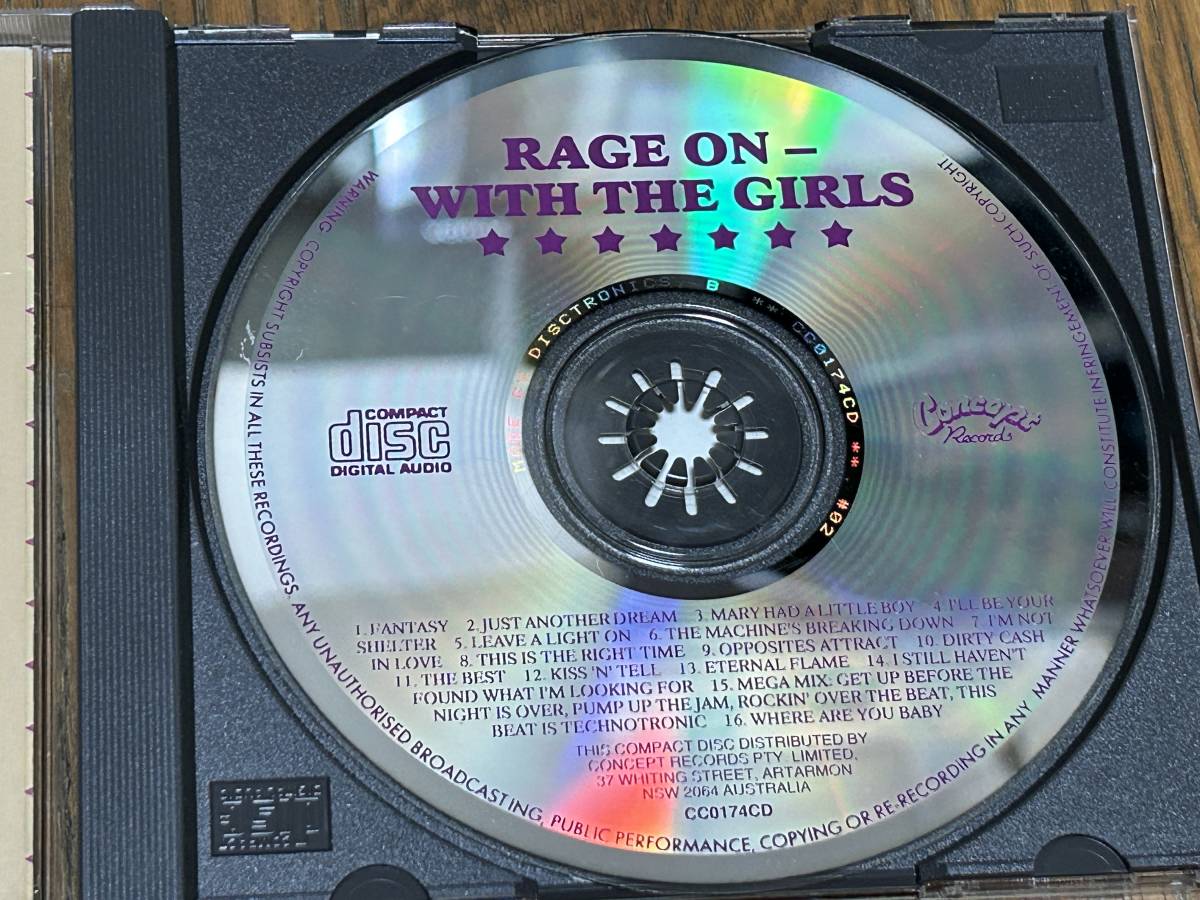 RAGE ON –
WITH THE GIRLS
WARNING COPYRIGHT SUBSISTS IN ALL THESE RECORDINGS. ANY UNAUTHORISED BROADCASTING, PUBLIC PERFORMANCE, COPYING OR RE-RECORDING IN ANY MANNER WHATSOEVER WILL CONSTITUTE INFRINGEMENT OF SUCH COPYRIGHT
DISCTRONICS B ** CC0174CD ** #02
COMPACT
disc
DIGITAL AUDIO
Concept
Records
1. FANTASY 2. JUST ANOTHER DREAM 3. MARY HAD A LITTLE BOY 4. I'LL BE YOUR
SHELTER 5. LEAVE A LIGHT ON 6. THE MACHINE'S BREAKING DOWN 7. I'M NOT
IN LOVE 8. THIS IS THE RIGHT TIME 9. OPPOSITES ATTRACT 10. DIRTY CASH
11. THE BEST 12. KISS 'N' TELL 13. ETERNAL FLAME 14. I STILL HAVEN'T
FOUND WHAT I'M LOOKING FOR 15. MEGA MIX: GET UP BEFORE THE
NIGHT IS OVER, PUMP UP THE JAM, ROCKIN' OVER THE BEAT, THIS
BEAT IS TECHNOTRONIC 16. WHERE ARE YOU BABY
THIS COMPACT DISC DISTRIBUTED BY
CONCEPT RECORDS PTY. LIMITED,
37 WHITING STREET, ARTARMON
NSW 2064 AUSTRALIA
CC0174CD